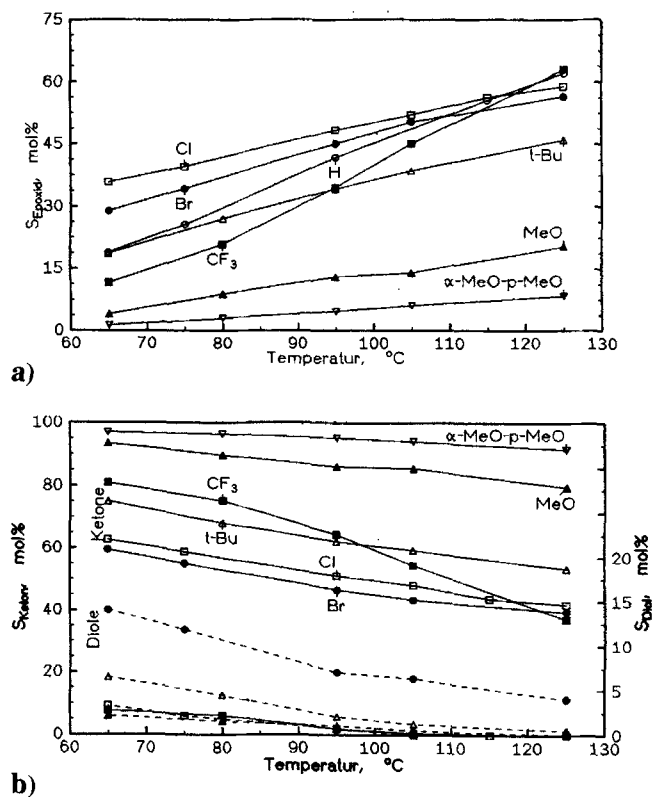 75
60
45
30
15
0
S_Epoxid, mol%
Cl
Br
H
CF₃
t-Bu
MeO
α-MeO-p-MeO
60 70 80 90 100 110 120 130
Temperatur, °C
a)
100
80
60
40
20
0
S_Keton, mol%
Ketone
Diole
α-MeO-p-MeO
MeO
CF₃
t-Bu
Cl
Br
20
15
10
5
0
S_Diol, mol%
60 70 80 90 100 110 120 130
Temperatur, °C
b)